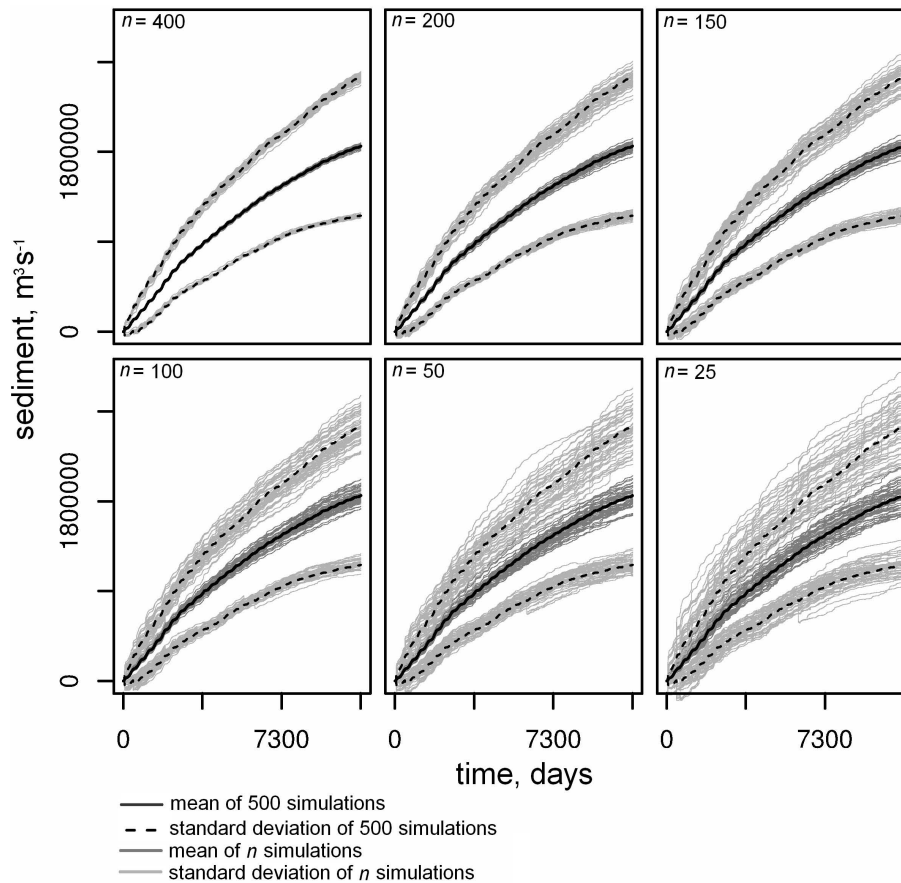 n = 400
n = 200
n = 150
1800000
0
sediment, m³s⁻¹
n = 100
n = 50
n = 25
1800000
0
0
7300
0
7300
0
7300
time, days
mean of 500 simulations
standard deviation of 500 simulations
mean of n simulations
standard deviation of n simulations